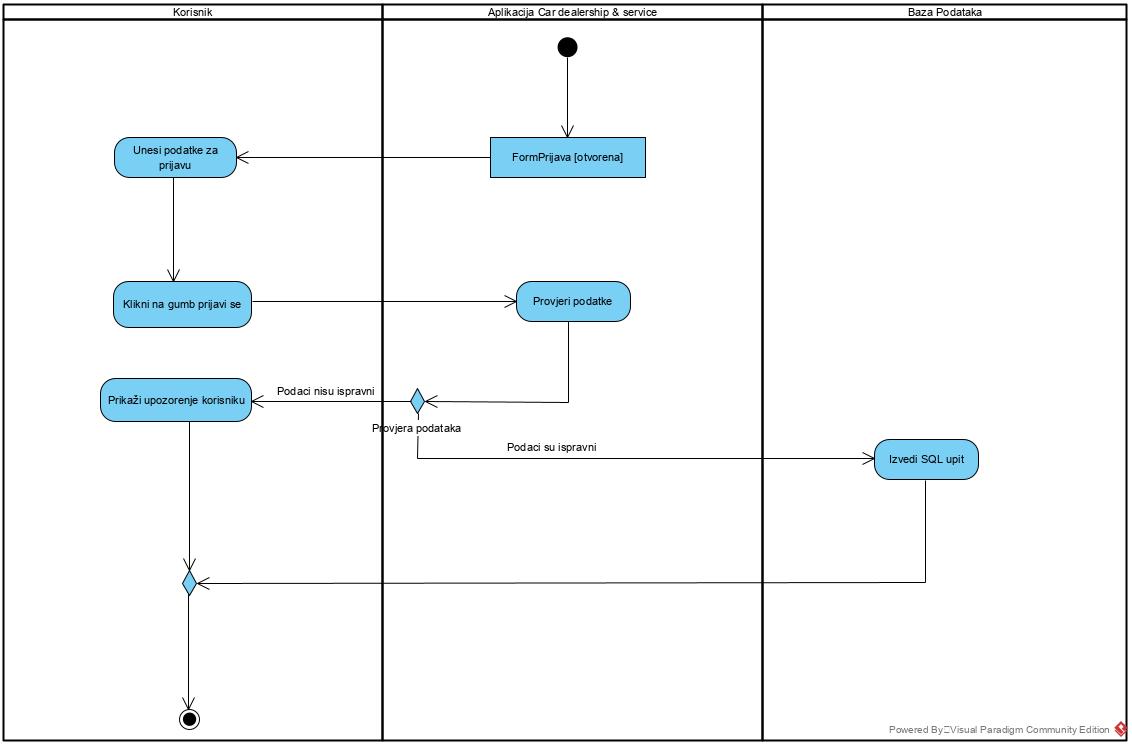 Korisnik
Aplikacija Car dealership & service
Baza Podataka
Unesi podatke za
prijavu
FormPrijava [otvorena]
Klikni na gumb prijavi se
Provjeri podatke
Podaci nisu ispravni
Prikaži upozorenje korisniku
Provjera podataka
Podaci su ispravni
Izvedi SQL upit
Powered By Visual Paradigm Community Edition